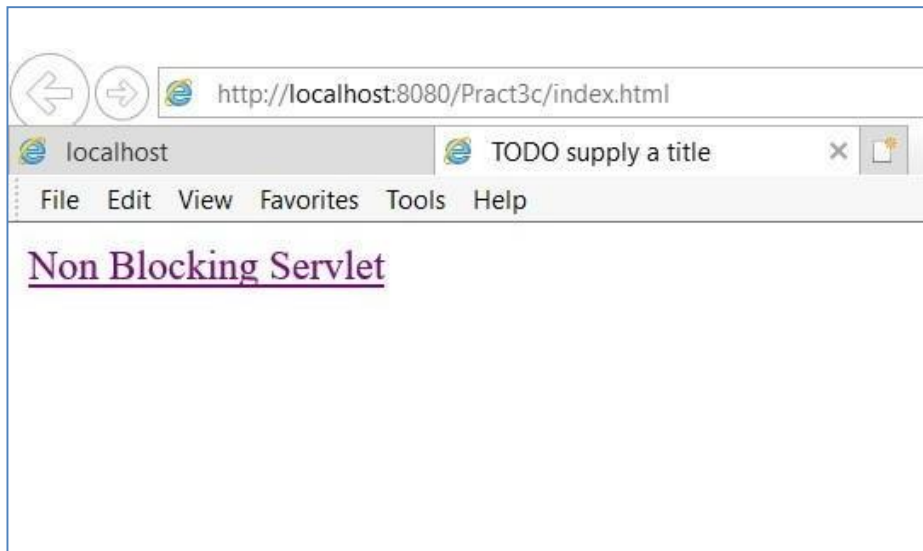 http://localhost:8080/Pract3c/index.html
localhost TODO supply a title
File Edit View Favorites Tools Help
Non Blocking Servlet